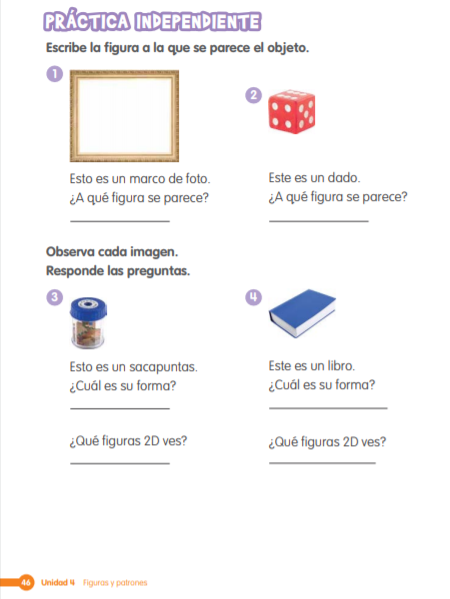 PRÁCTICA INDEPENDIENTE
Escribe la figura a la que se parece el objeto.
1
Esto es un marco de foto.
¿A qué figura se parece?
2
Este es un dado.
¿A qué figura se parece?
Observa cada imagen.
Responde las preguntas.
3
Esto es un sacapuntas.
¿Cuál es su forma?
¿Qué figuras 2D ves?
4
Este es un libro.
¿Cuál es su forma?
¿Qué figuras 2D ves?
46 Unidad 4 Figuras y patrones